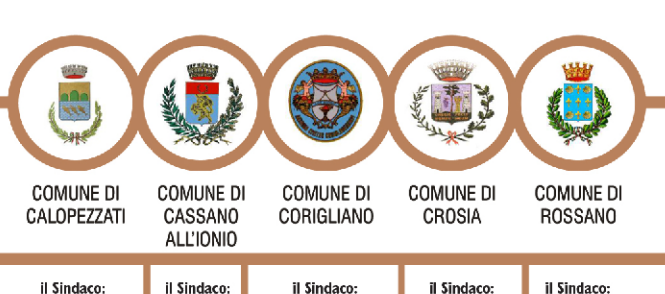 COMUNE DI
CALOPEZZATI
COMUNE DI
CASSANO
ALL'IONIO
COMUNE DI
CORIGLIANO
COMUNE DI
CROSIA
COMUNE DI
ROSSANO
il Sindaco:
il Sindaco:
il Sindaco:
il Sindaco:
il Sindaco: